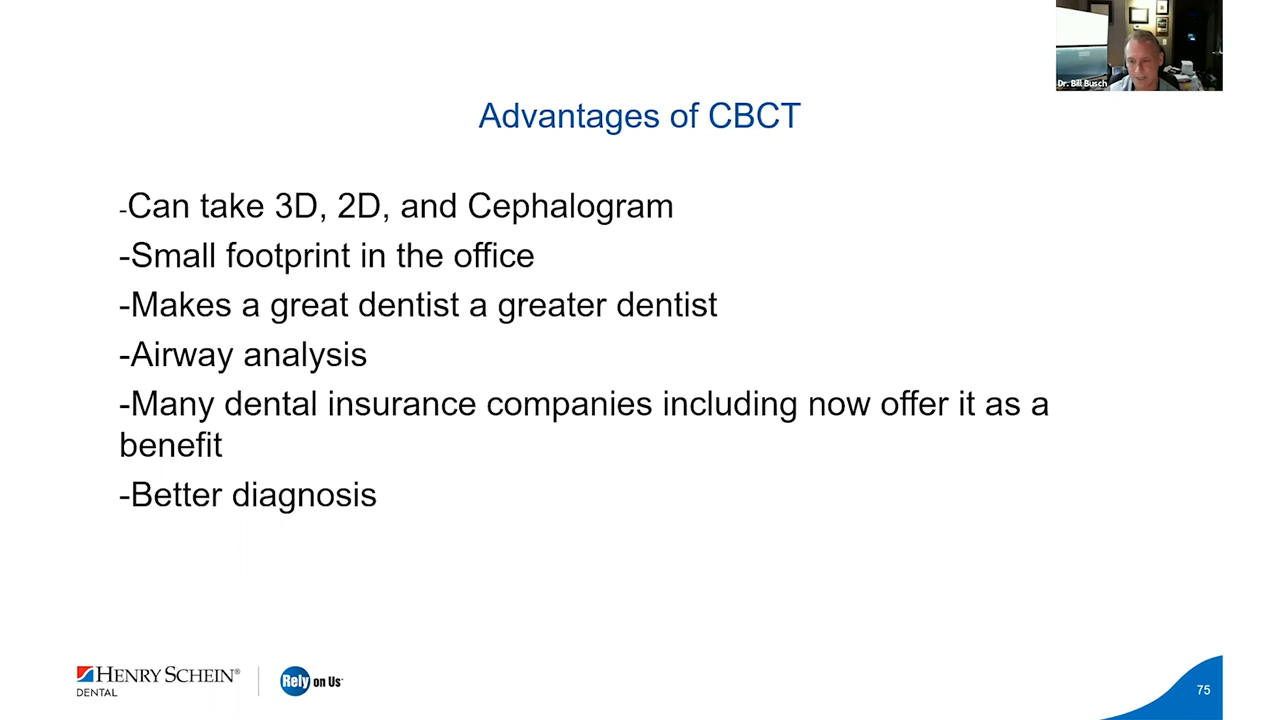 Dr. Bill Busch
Advantages of CBCT
-Can take 3D, 2D, and Cephalogram
-Small footprint in the office
-Makes a great dentist a greater dentist
-Airway analysis
-Many dental insurance companies including now offer it as a
benefit
-Better diagnosis
HENRY SCHEIN®
DENTAL
Rely on Us™
75